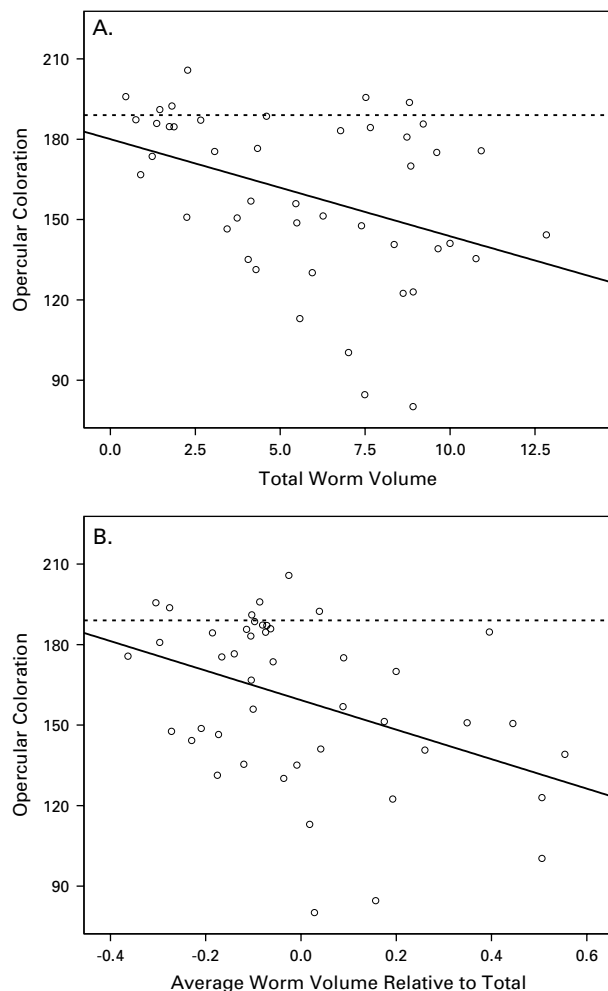 A.
210
180
150
120
90
Opercular Coloration
0.0 2.5 5.0 7.5 10.0 12.5
Total Worm Volume
B.
210
180
150
120
90
Opercular Coloration
-0.4 -0.2 0.0 0.2 0.4 0.6
Average Worm Volume Relative to Total